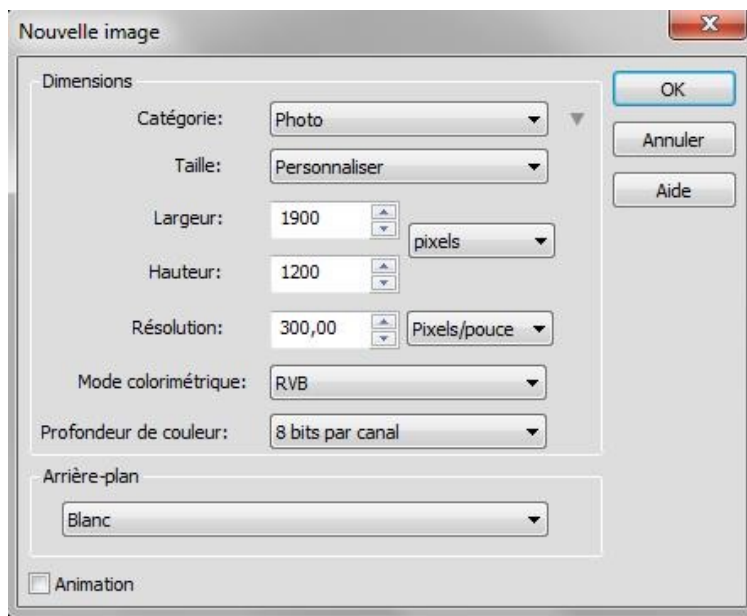 Nouvelle image
Dimensions
Catégorie: Photo
Taille: Personnaliser
Largeur: 1900
pixels
Hauteur: 1200
Résolution: 300,00 Pixels/pouce
Mode colorimétrique: RVB
Profondeur de couleur: 8 bits par canal
Arrière-plan
Blanc
Animation
OK
Annuler
Aide